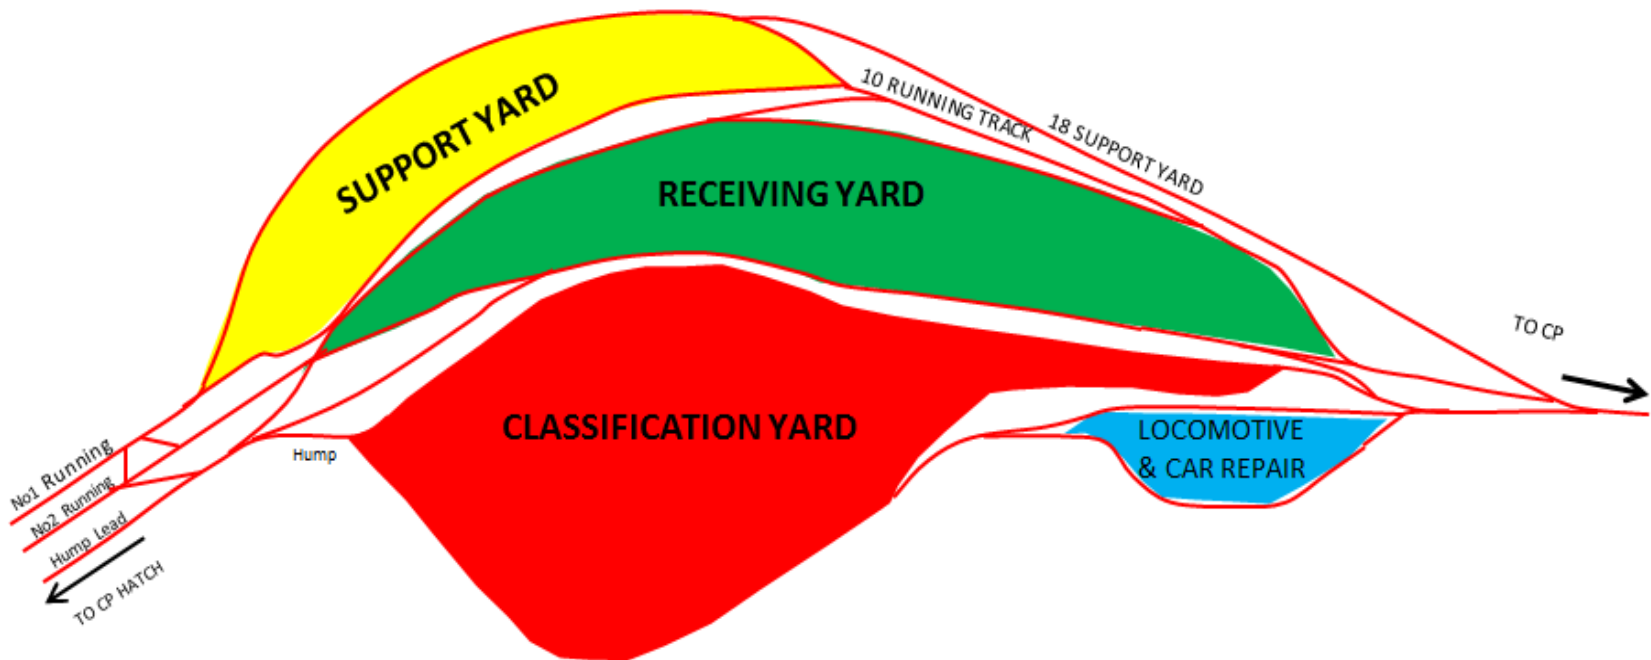 SUPPORT YARD
10 RUNNING TRACK
18 SUPPORT YARD
RECEIVING YARD
TO CP
CLASSIFICATION YARD
LOCOMOTIVE
& CAR REPAIR
Hump
No1 Running
No2 Running
Hump Lead
TO CP HATCH